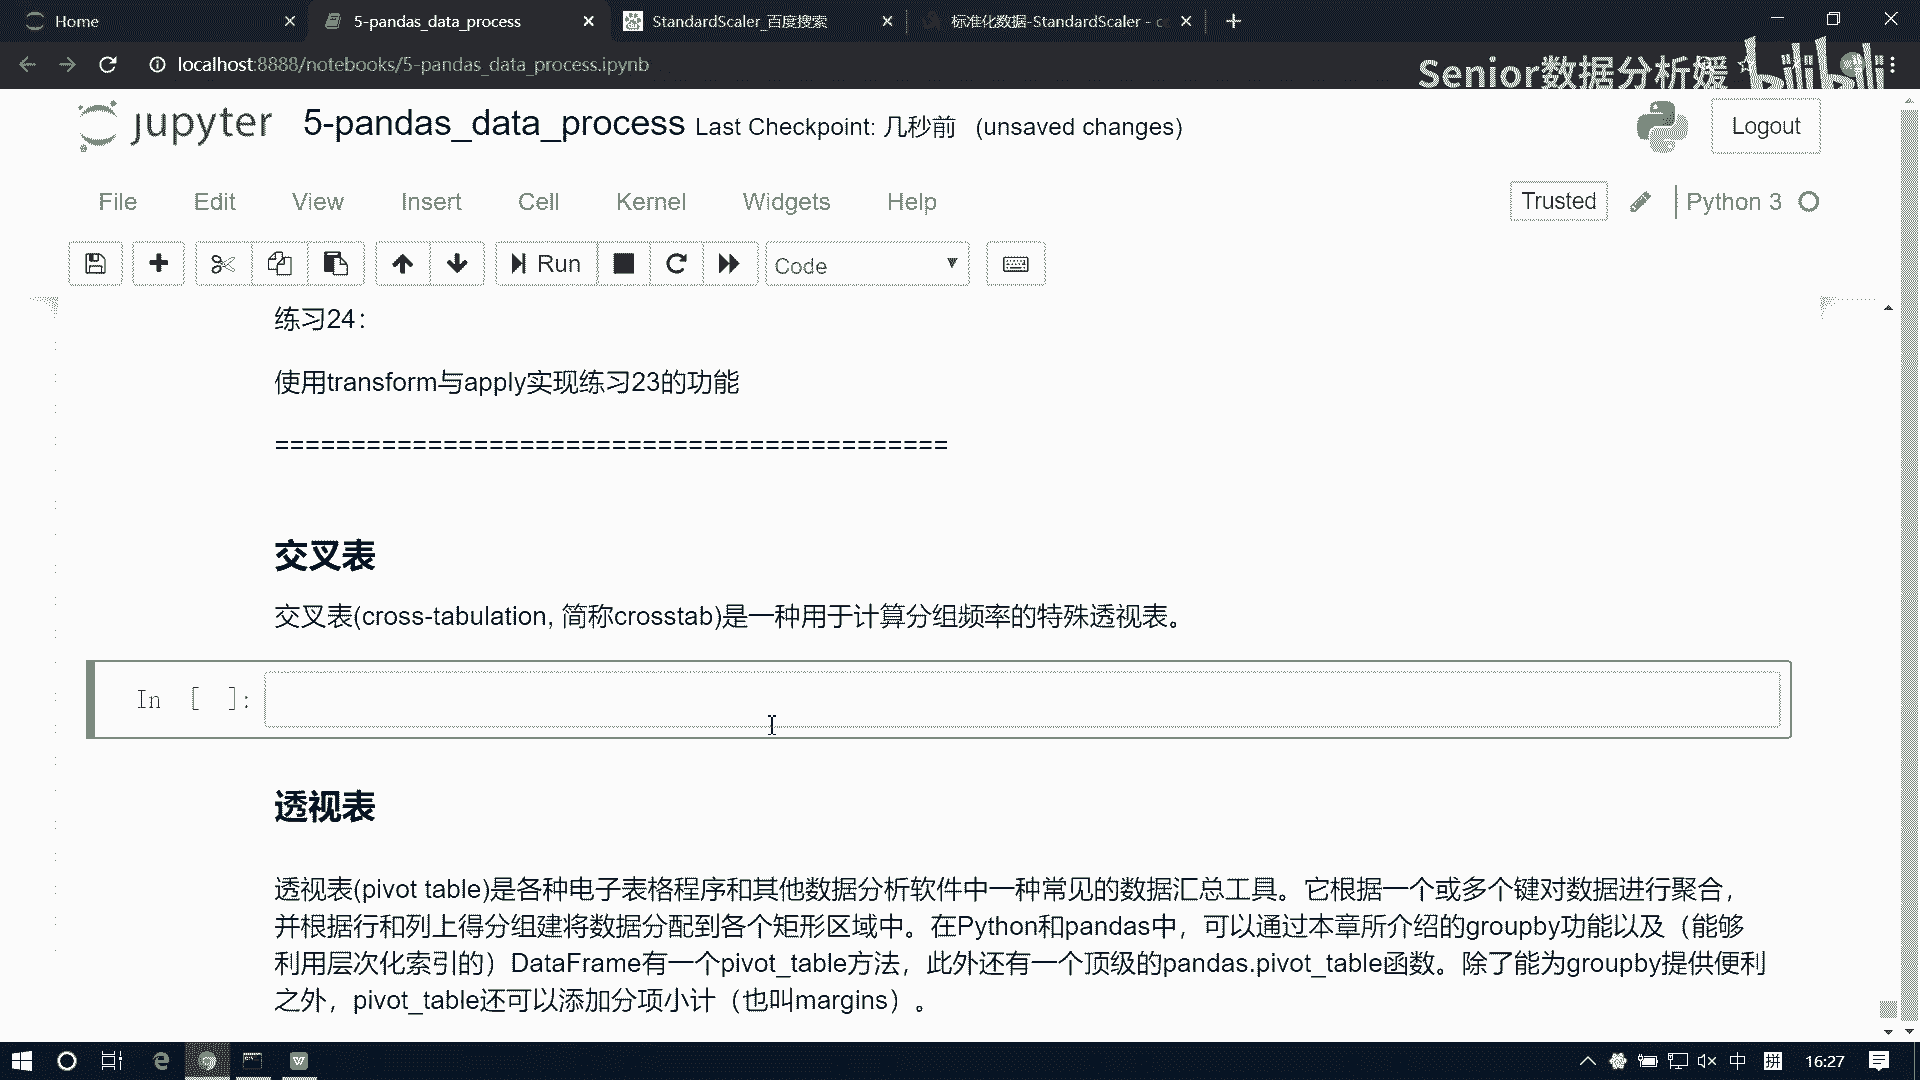 Home
5-pandas_data_process
StandardScaler_百度搜索
标准化数据-StandardScaler - c
localhost:8888/notebooks/5-pandas_data_process.ipynb
Senior数据分析媛
bilibili
jupyter 5-pandas_data_process Last Checkpoint: 几秒前 (unsaved changes)
Logout
File Edit View Insert Cell Kernel Widgets Help
Trusted
Python 3
Run
Code
练习24：
使用transform与apply实现练习23的功能
============================================
交叉表
交叉表(cross-tabulation, 简称crosstab)是一种用于计算分组频率的特殊透视表。
In [ ]:
透视表
透视表(pivot table)是各种电子表格程序和其他数据分析软件中一种常见的数据汇总工具。它根据一个或多个键对数据进行聚合，
并根据行和列上得分组建将数据分配到各个矩形区域中。在Python和pandas中，可以通过本章所介绍的groupby功能以及（能够
利用层次化索引的）DataFrame有一个pivot_table方法，此外还有一个顶级的pandas.pivot_table函数。除了能为groupby提供便利
之外，pivot_table还可以添加分项小计（也叫margins）。
中
拼
16:27